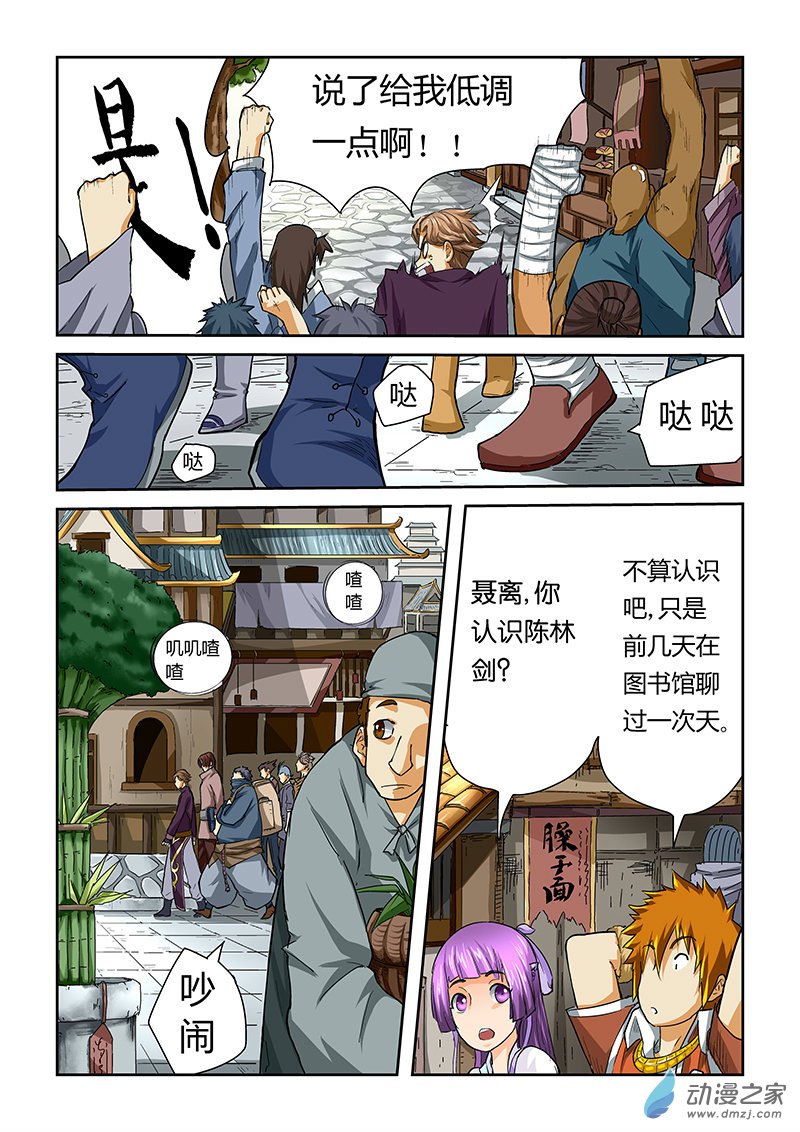 是!
说了给我低调
一点啊!!
哒
哒
哒 哒
喳
喳
叽叽喳
喳
吵
闹
聂离,你
认识陈林
剑?
不算认识
吧,只是
前几天在
图书馆聊
过一次天。
臊子面
动漫之家
www.dmzj.com